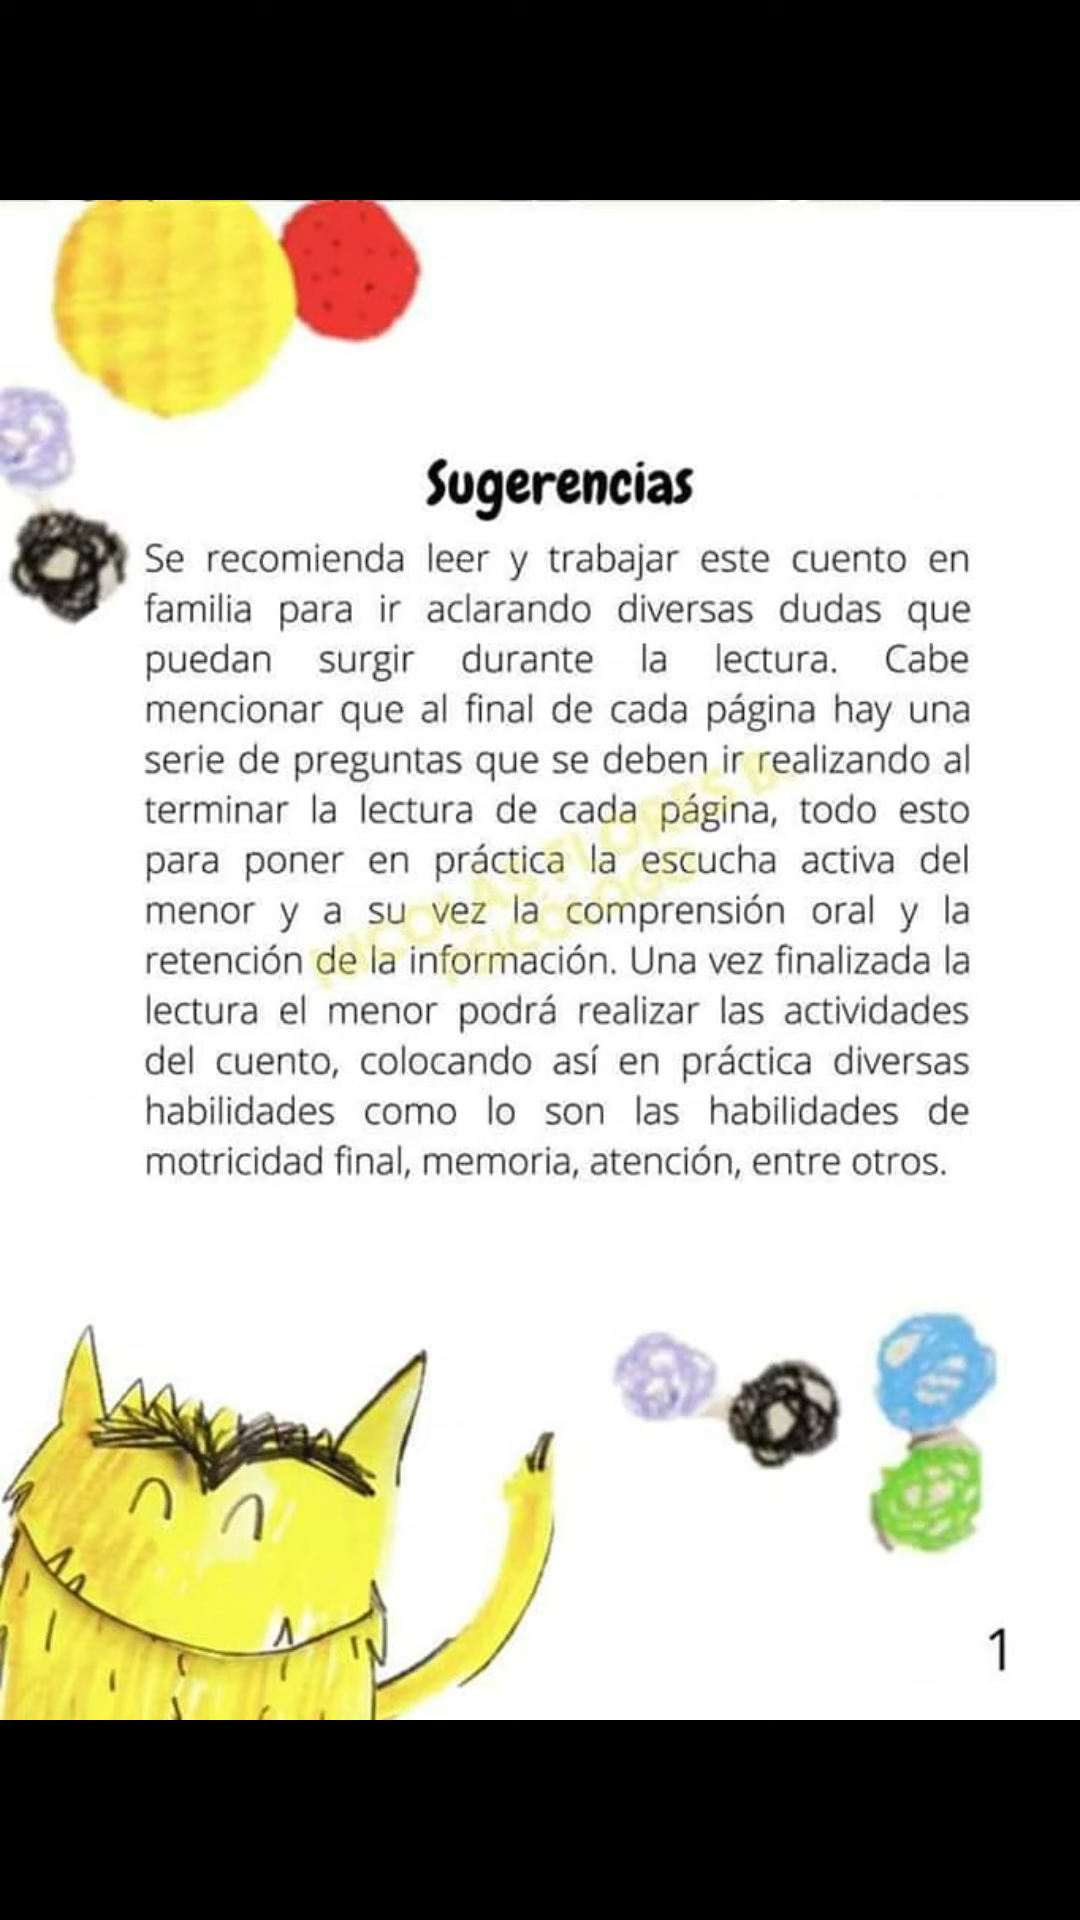 Sugerencias
Se recomienda leer y trabajar este cuento en
familia para ir aclarando diversas dudas que
puedan surgir durante la lectura. Cabe
mencionar que al final de cada página hay una
serie de preguntas que se deben ir realizando al
terminar la lectura de cada página, todo esto
para poner en práctica la escucha activa del
menor y a su vez la comprensión oral y la
retención de la información. Una vez finalizada la
lectura el menor podrá realizar las actividades
del cuento, colocando así en práctica diversas
habilidades como lo son las habilidades de
motricidad final, memoria, atención, entre otros.
NICOLAS FLORES B.
PSICÓLOGO
1